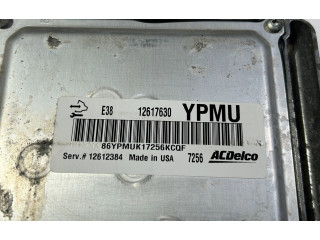 E38 12617630 YPMU
86YPMUK17256KCQF
Serv.# 12612384 Made in USA 7256 ACDelco